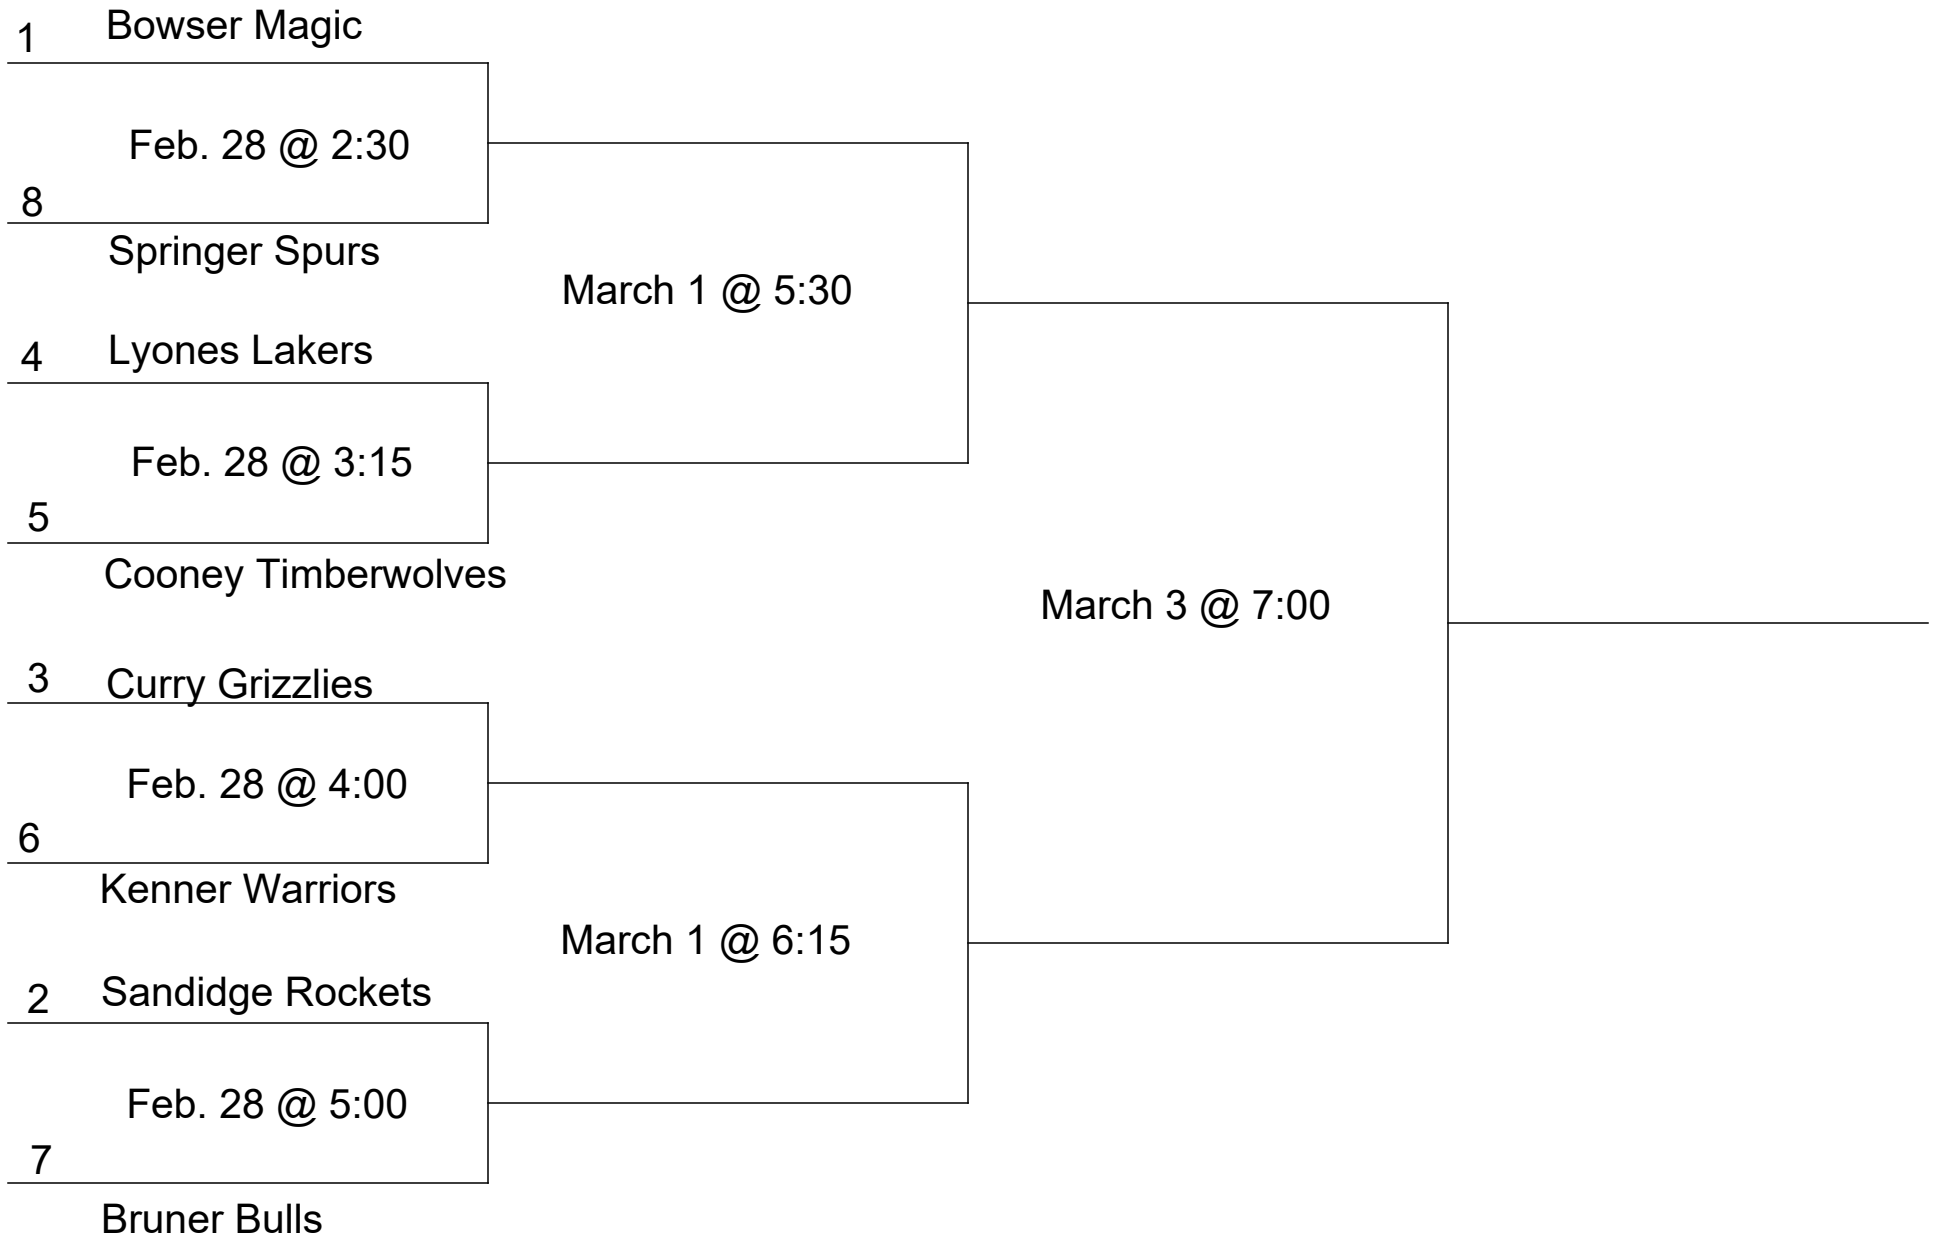 1 Bowser Magic
Feb. 28 @ 2:30
8
Springer Spurs
March 1 @ 5:30
4 Lyones Lakers
Feb. 28 @ 3:15
5
Cooney Timberwolves
March 3 @ 7:00
3 Curry Grizzlies
Feb. 28 @ 4:00
6
Kenner Warriors
March 1 @ 6:15
2 Sandidge Rockets
Feb. 28 @ 5:00
7
Bruner Bulls